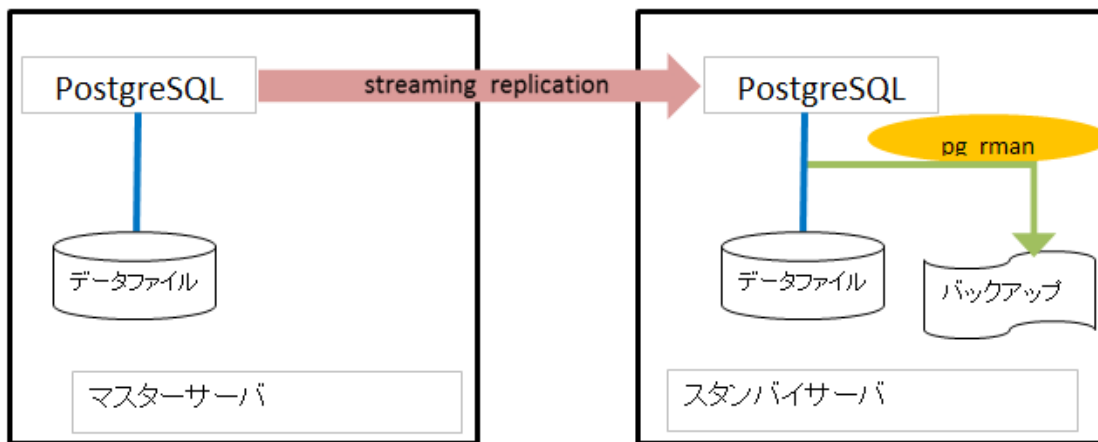 PostgreSQL
streaming replication
PostgreSQL
pg rman
データファイル
データファイル
バックアップ
マスターサーバ
スタンバイサーバ